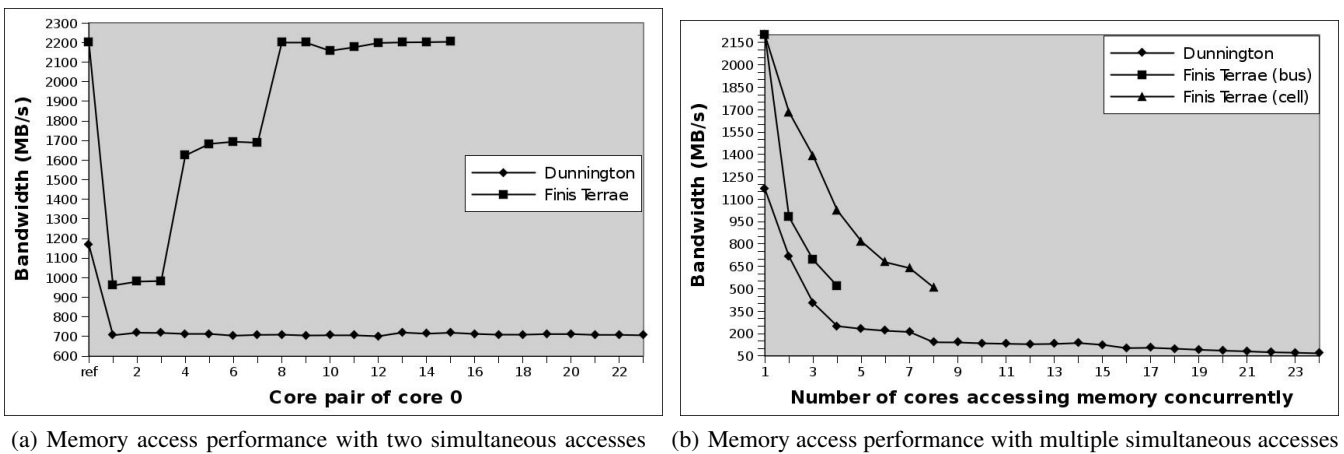 2300
2200
2100
2000
1900
1800
1700
1600
1500
1400
1300
1200
1100
1000
900
800
700
600
Bandwidth (MB/s)
ref 2 4 6 8 10 12 14 16 18 20 22
Core pair of core 0
Dunnington
Finis Terrae
(a) Memory access performance with two simultaneous accesses
2150
2000
1850
1700
1550
1400
1250
1100
950
800
650
500
350
200
50
Bandwidth (MB/s)
1 3 5 7 9 11 13 15 17 19 21 23
Number of cores accessing memory concurrently
Dunnington
Finis Terrae (bus)
Finis Terrae (cell)
(b) Memory access performance with multiple simultaneous accesses